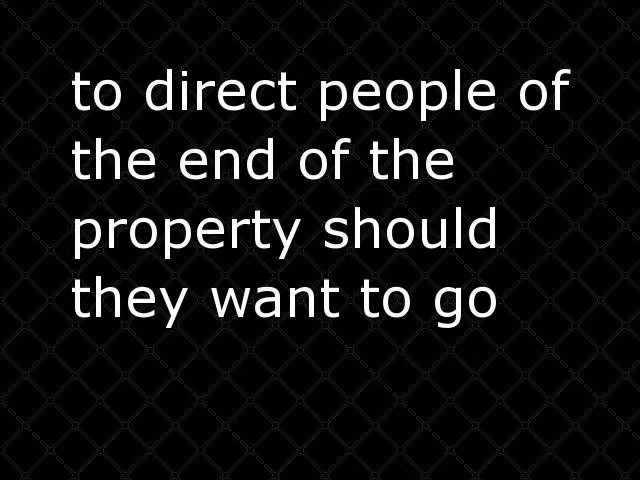 to direct people of
the end of the
property should
they want to go